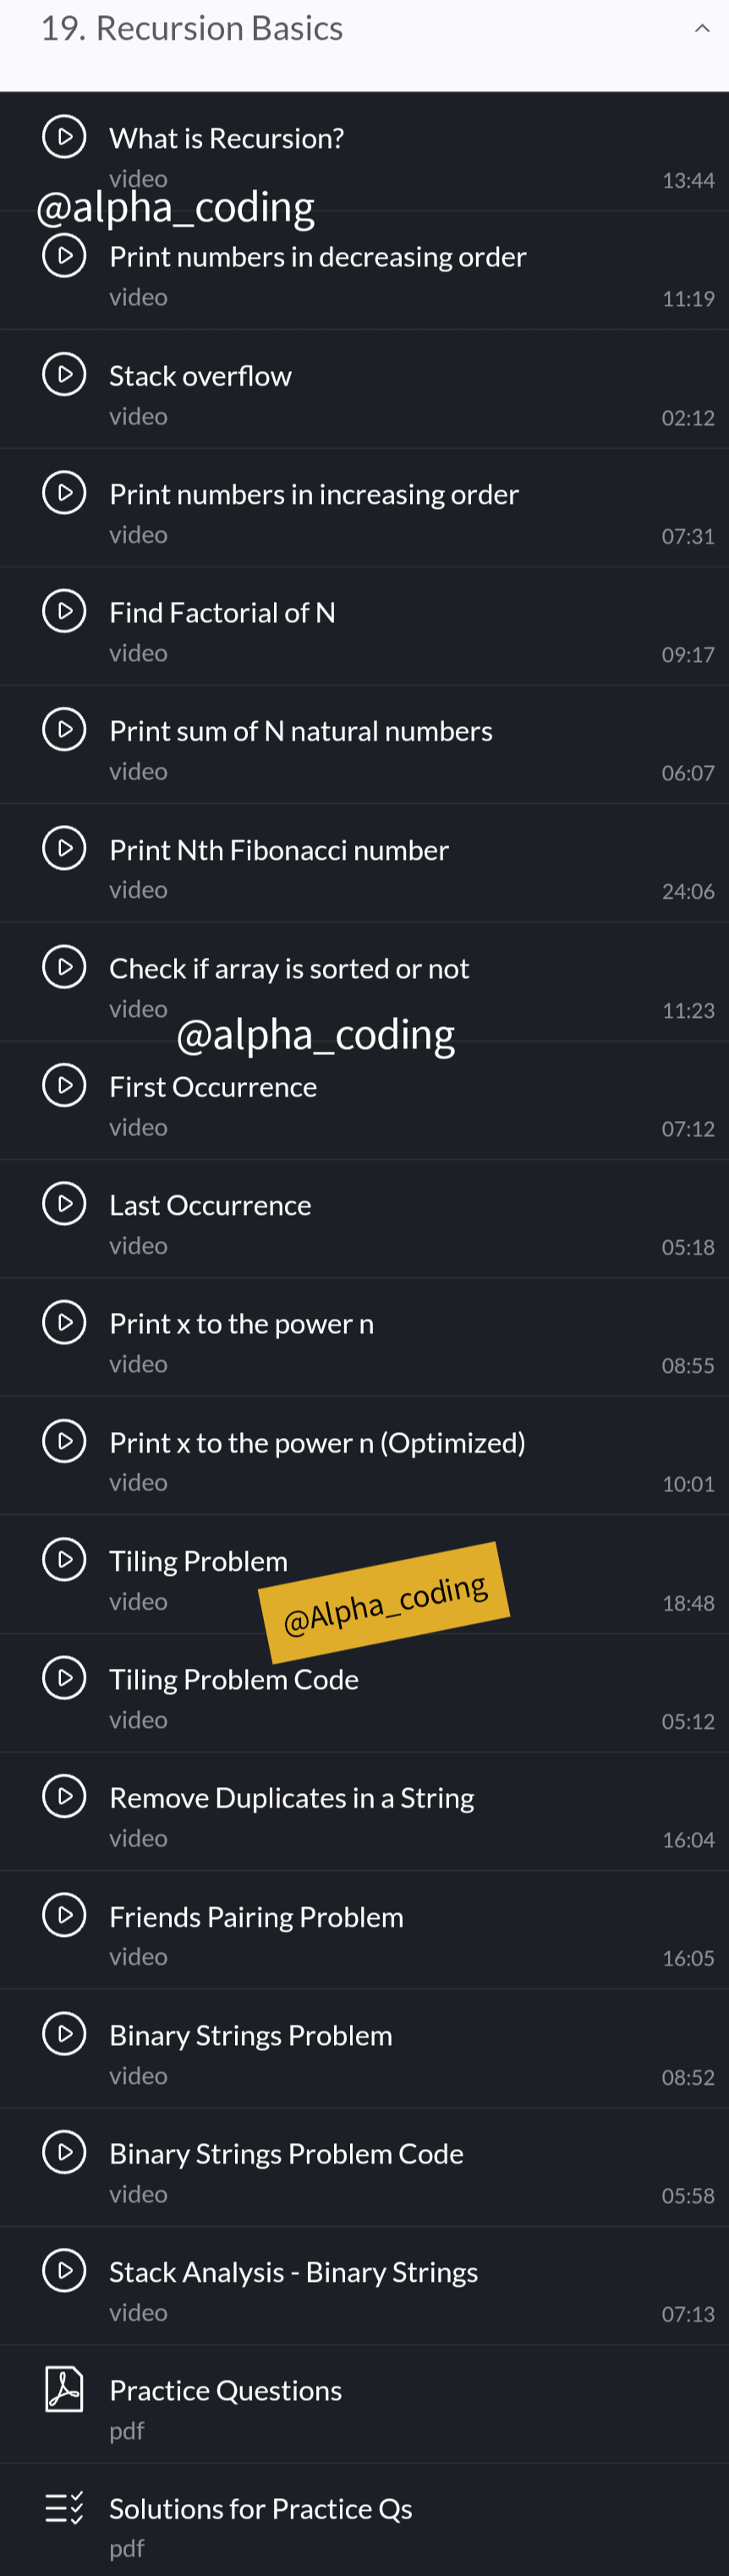 19. Recursion Basics
What is Recursion?
video
13:44
@alpha_coding
Print numbers in decreasing order
video
11:19
Stack overflow
video
02:12
Print numbers in increasing order
video
07:31
Find Factorial of N
video
09:17
Print sum of N natural numbers
video
06:07
Print Nth Fibonacci number
video
24:06
Check if array is sorted or not
video
11:23
@alpha_coding
First Occurrence
video
07:12
Last Occurrence
video
05:18
Print x to the power n
video
08:55
Print x to the power n (Optimized)
video
10:01
Tiling Problem
video
@Alpha_coding
18:48
Tiling Problem Code
video
05:12
Remove Duplicates in a String
video
16:04
Friends Pairing Problem
video
16:05
Binary Strings Problem
video
08:52
Binary Strings Problem Code
video
05:58
Stack Analysis - Binary Strings
video
07:13
Practice Questions
pdf
Solutions for Practice Qs
pdf